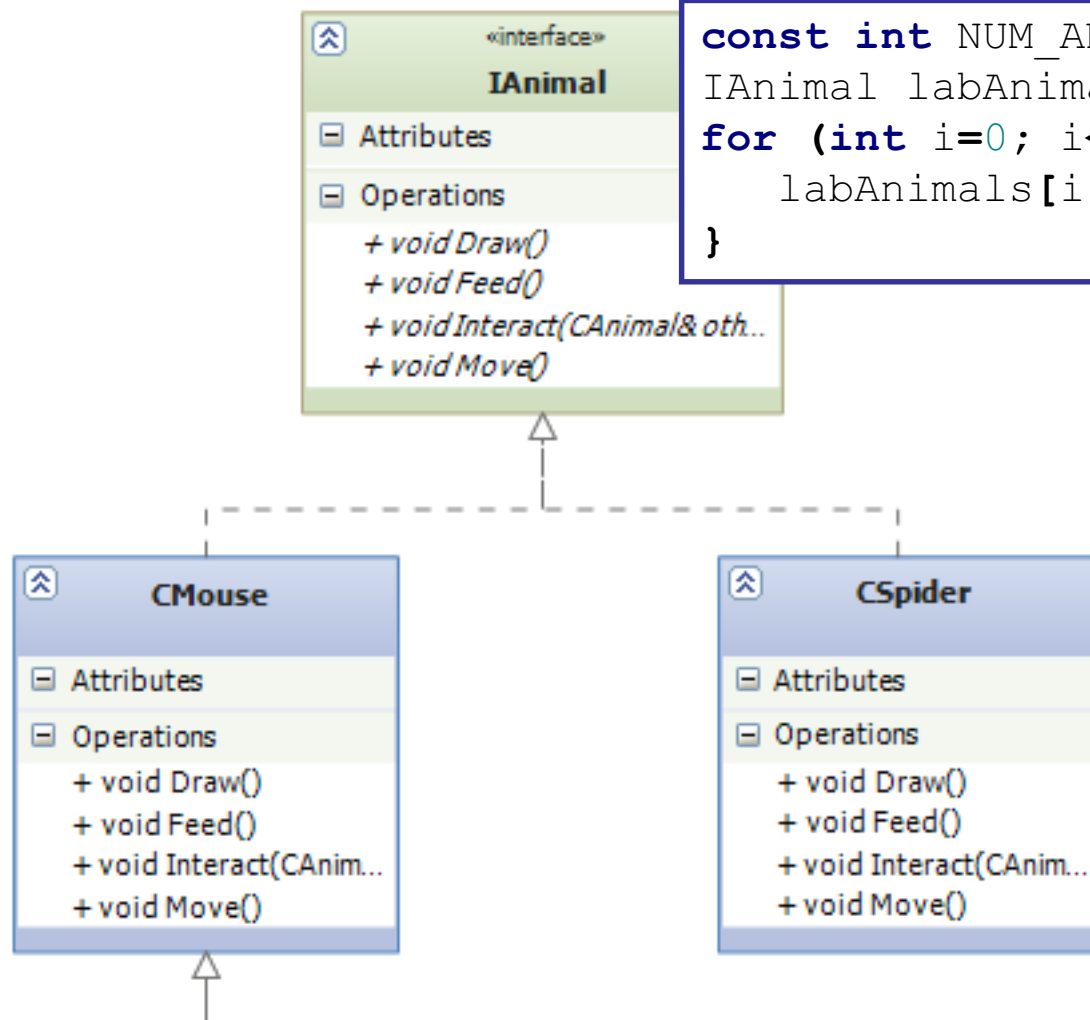 «interface»
IAnimal
Attributes
Operations
+ void Draw()
+ void Feed()
+ void Interact(CAnimal& oth...
+ void Move()
const int NUM_A
IAnimal labAnima
for (int i=0; i<
labAnimals[i
}
CMouse
Attributes
Operations
+ void Draw()
+ void Feed()
+ void Interact(CAnim...
+ void Move()
CSpider
Attributes
Operations
+ void Draw()
+ void Feed()
+ void Interact(CAnim...
+ void Move()